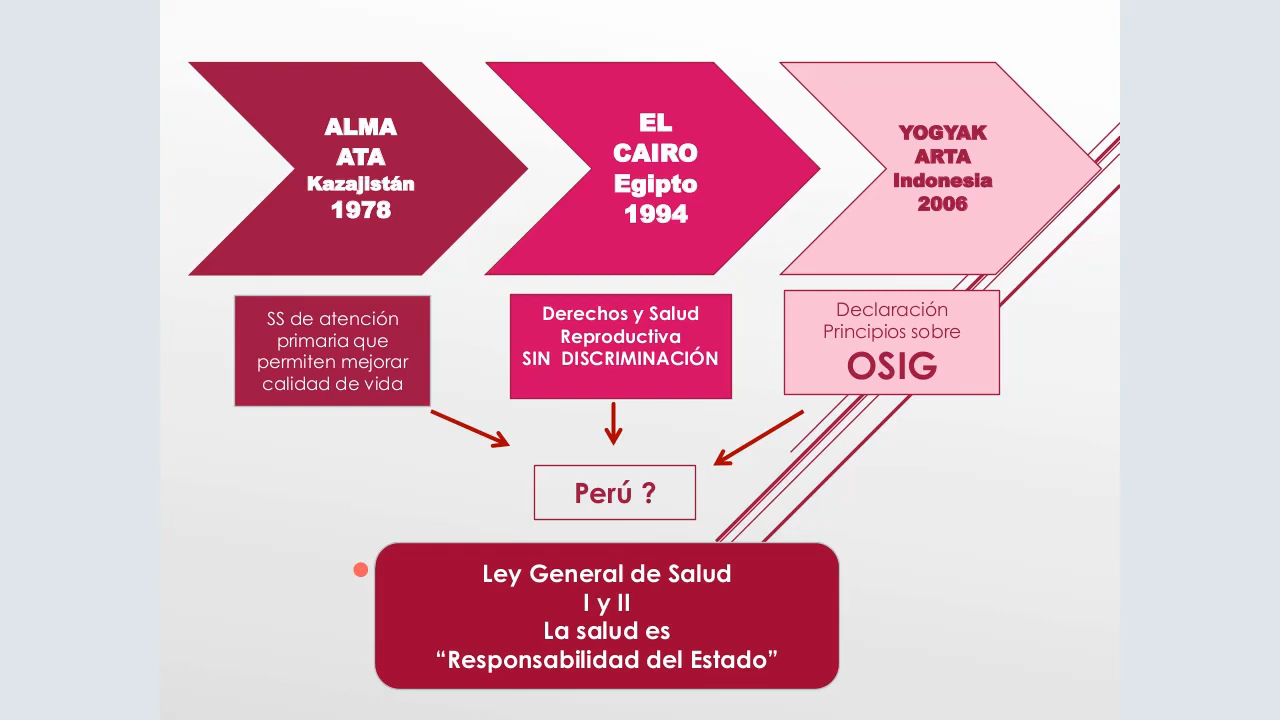 ALMA
ATA
Kazajistán
1978
EL
CAIRO
Egipto
1994
YOGYAK
ARTA
Indonesia
2006
SS de atención
primaria que
permiten mejorar
calidad de vida
Derechos y Salud
Reproductiva
SIN DISCRIMINACIÓN
Declaración
Principios sobre
OSIG
Perú ?
Ley General de Salud
I y II
La salud es
“Responsabilidad del Estado”